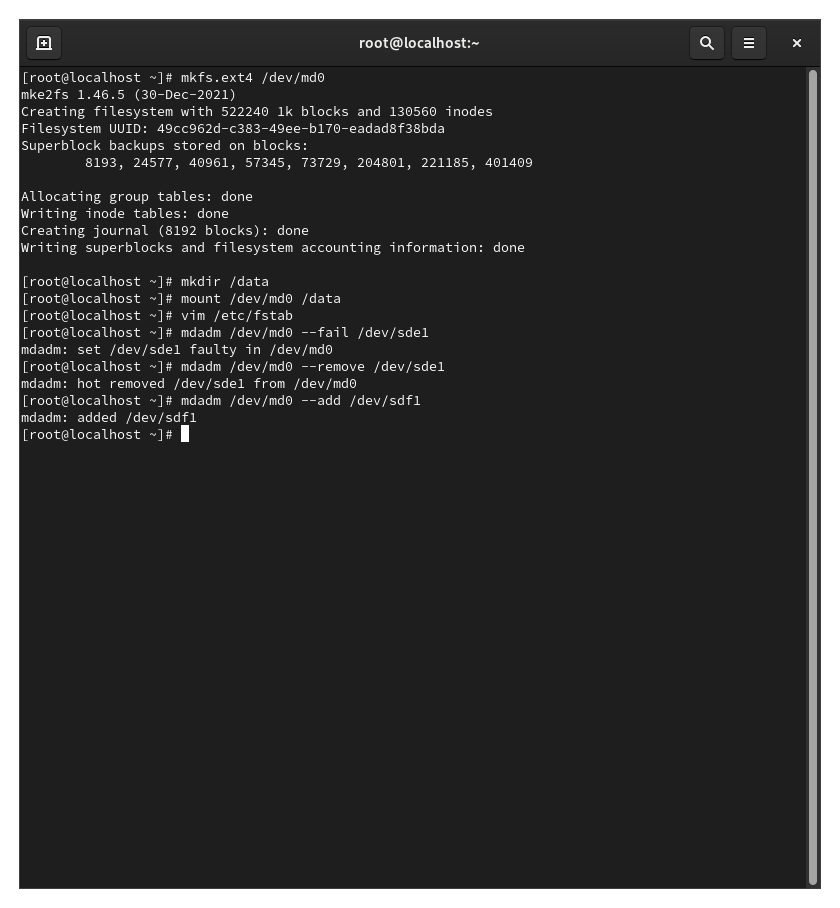 root@localhost:~
[root@localhost ~]# mkfs.ext4 /dev/md0
mke2fs 1.46.5 (30-Dec-2021)
Creating filesystem with 522240 1k blocks and 130560 inodes
Filesystem UUID: 49cc962d-c383-49ee-b170-eadad8f38bda
Superblock backups stored on blocks:
        8193, 24577, 40961, 57345, 73729, 204801, 221185, 401409

Allocating group tables: done
Writing inode tables: done
Creating journal (8192 blocks): done
Writing superblocks and filesystem accounting information: done

[root@localhost ~]# mkdir /data
[root@localhost ~]# mount /dev/md0 /data
[root@localhost ~]# vim /etc/fstab
[root@localhost ~]# mdadm /dev/md0 --fail /dev/sde1
mdadm: set /dev/sde1 faulty in /dev/md0
[root@localhost ~]# mdadm /dev/md0 --remove /dev/sde1
mdadm: hot removed /dev/sde1 from /dev/md0
[root@localhost ~]# mdadm /dev/md0 --add /dev/sdf1
mdadm: added /dev/sdf1
[root@localhost ~]#